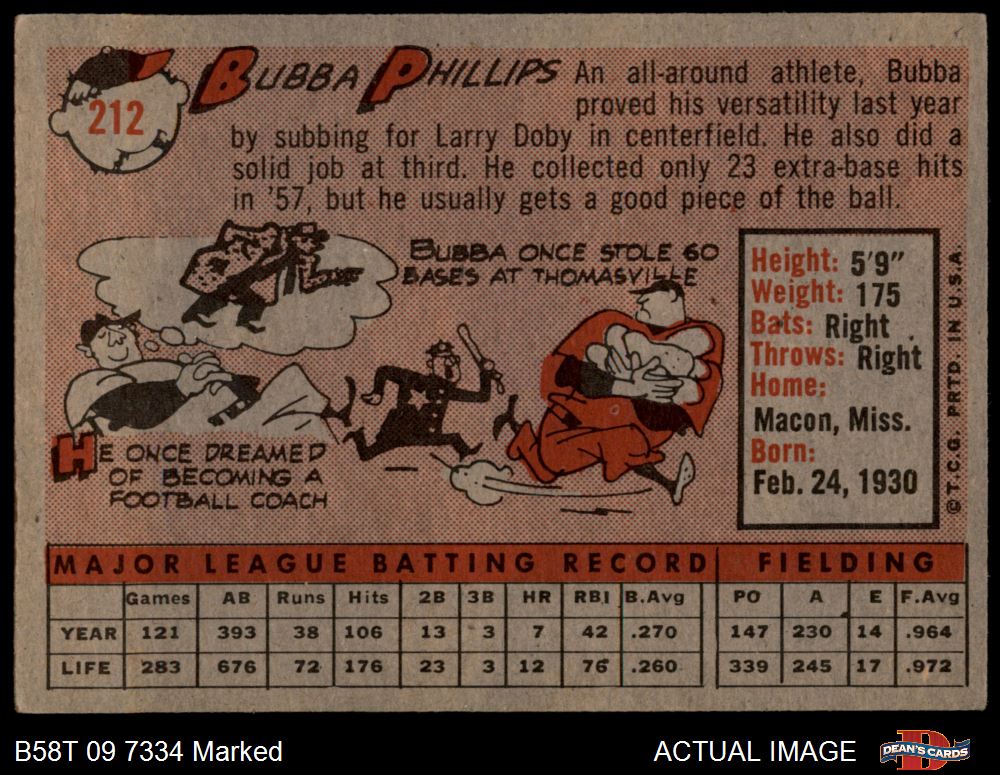 212
BUBBA PHILLIPS An all-around athlete, Bubba
proved his versatility last year
by subbing for Larry Doby in centerfield. He also did a
solid job at third. He collected only 23 extra-base hits
in '57, but he usually gets a good piece of the ball.
BUBBA ONCE STOLE 60
BASES AT THOMASVILLE
HE ONCE DREAMED
OF BECOMING A
FOOTBALL COACH
Height: 5'9"
Weight: 175
Bats: Right
Throws: Right
Home:
Macon, Miss.
Born:
Feb. 24, 1930
© T.C.G. PRTD. IN U.S.A.
MAJOR LEAGUE BATTING RECORD FIELDING
Games AB Runs Hits 2B 3B HR RBI B.Avg PO A E F.Avg
YEAR 121 393 38 106 13 3 7 42 .270 147 230 14 .964
LIFE 283 676 72 176 23 3 12 76 .260 339 245 17 .972
B58T 09 7334 Marked ACTUAL IMAGE DEAN'S CARDS